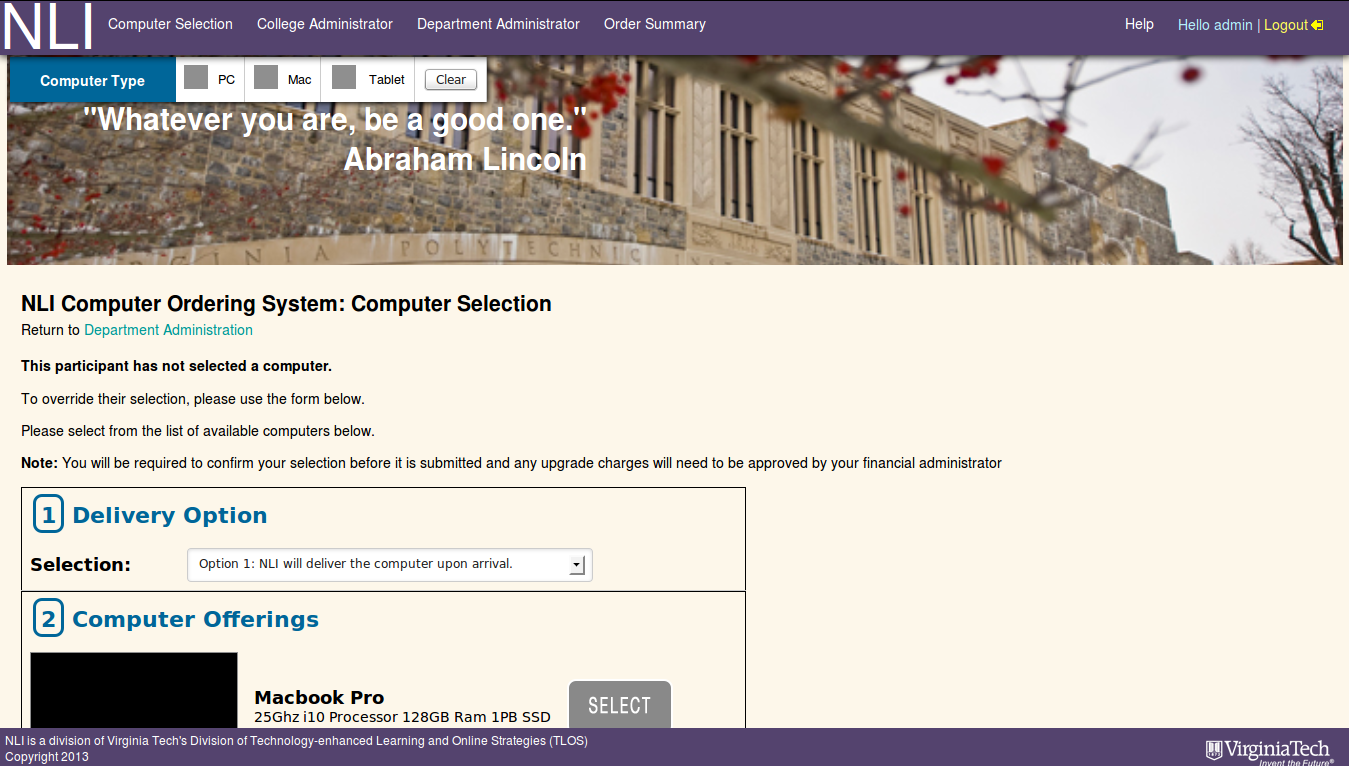 NLI
Computer Selection
College Administrator
Department Administrator
Order Summary
Help
Hello admin | Logout
Computer Type
PC
Mac
Tablet
Clear
"Whatever you are, be a good one."
Abraham Lincoln
GINIA POLYTECHNIC
NLI Computer Ordering System: Computer Selection
Return to Department Administration
This participant has not selected a computer.
To override their selection, please use the form below.
Please select from the list of available computers below.
Note: You will be required to confirm your selection before it is submitted and any upgrade charges will need to be approved by your financial administrator
1 Delivery Option
Selection:
Option 1: NLI will deliver the computer upon arrival.
2 Computer Offerings
Macbook Pro
25Ghz i10 Processor 128GB Ram 1PB SSD
SELECT
NLI is a division of Virginia Tech's Division of Technology-enhanced Learning and Online Strategies (TLOS)
Copyright 2013
VirginiaTech
Invent the Future®